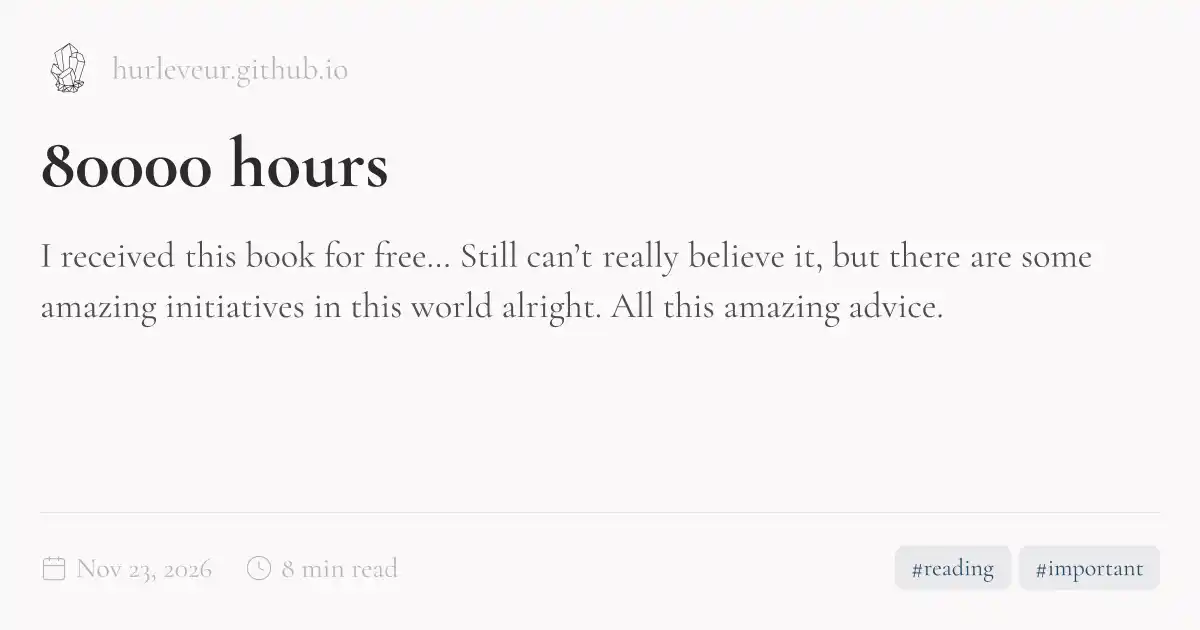 hurleveur.github.io
80000 hours
I received this book for free... Still can’t really believe it, but there are some
amazing initiatives in this world alright. All this amazing advice.
Nov 23, 2026
8 min read
#reading
#important